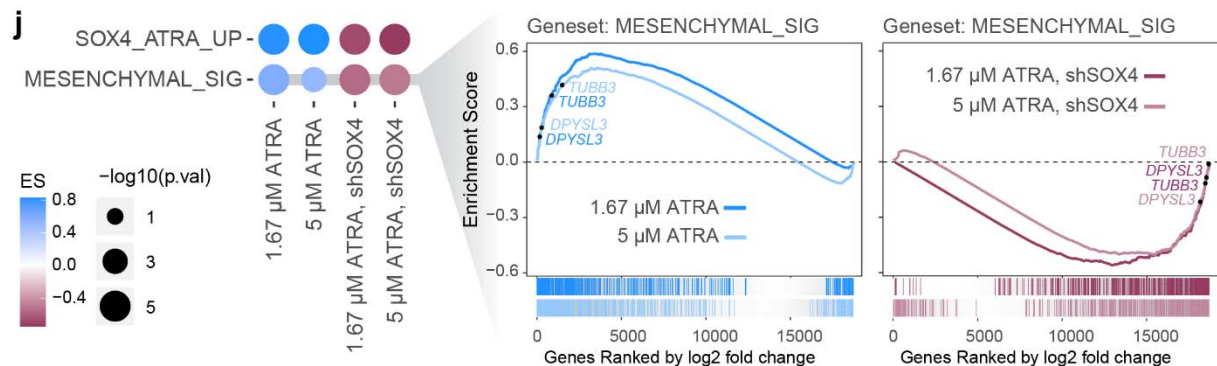 j
SOX4_ATRA_UP
MESENCHYMAL_SIG
1.67 µM ATRA
5 µM ATRA
1.67 µM ATRA, shSOX4
5 µM ATRA, shSOX4
ES
0.8
0.4
0.0
−0.4
−log10(p.val)
1
3
5
Geneset: MESENCHYMAL_SIG
Enrichment Score
0.6
0.3
0.0
−0.3
−0.6
TUBB3
TUBB3
DPYSL3
DPYSL3
1.67 µM ATRA
5 µM ATRA
0
5000
10000
15000
Genes Ranked by log2 fold change
Geneset: MESENCHYMAL_SIG
1.67 µM ATRA, shSOX4
5 µM ATRA, shSOX4
TUBB3
DPYSL3
TUBB3
DPYSL3
0
5000
10000
15000
Genes Ranked by log2 fold change